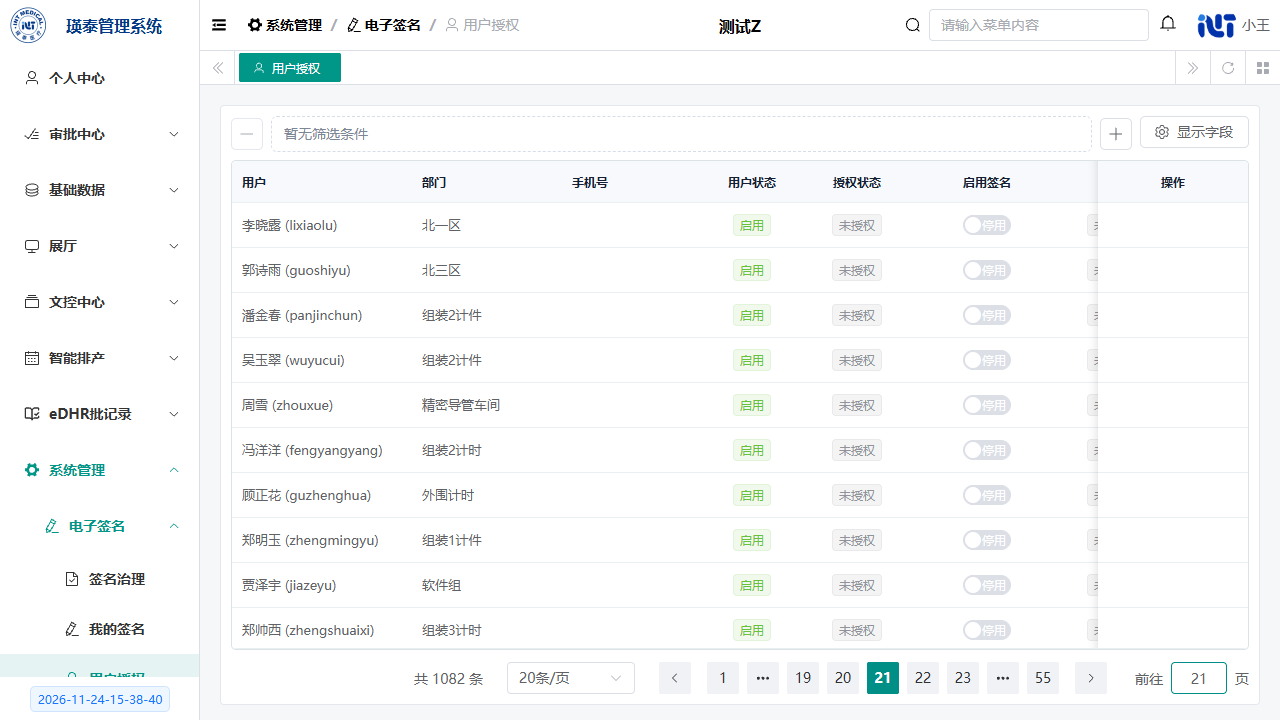 瑛泰管理系统
系统管理 / 电子签名 / 用户授权
测试Z
请输入菜单内容
小王
个人中心
审批中心
基础数据
展厅
文控中心
智能排产
eDHR批记录
系统管理
电子签名
签名治理
我的签名
用户授权
2026-11-24-15-38-40
用户授权
暂无筛选条件
显示字段
用户 部门 手机号 用户状态 授权状态 启用签名 操作
李晓露 (lixiaolu) 北一区 启用 未授权 停用
郭诗雨 (guoshiyu) 北三区 启用 未授权 停用
潘金春 (panjinchun) 组装2计件 启用 未授权 停用
吴玉翠 (wuyucui) 组装2计件 启用 未授权 停用
周雪 (zhouxue) 精密导管车间 启用 未授权 停用
冯洋洋 (fengyangyang) 组装2计时 启用 未授权 停用
顾正花 (guzhenghua) 外围计时 启用 未授权 停用
郑明玉 (zhengmingyu) 组装1计件 启用 未授权 停用
贾泽宇 (jiazeyu) 软件组 启用 未授权 停用
郑帅西 (zhengshuaixi) 组装3计时 启用 未授权 停用
共 1082 条 20条/页 1 ••• 19 20 21 22 23 ••• 55 前往 21 页